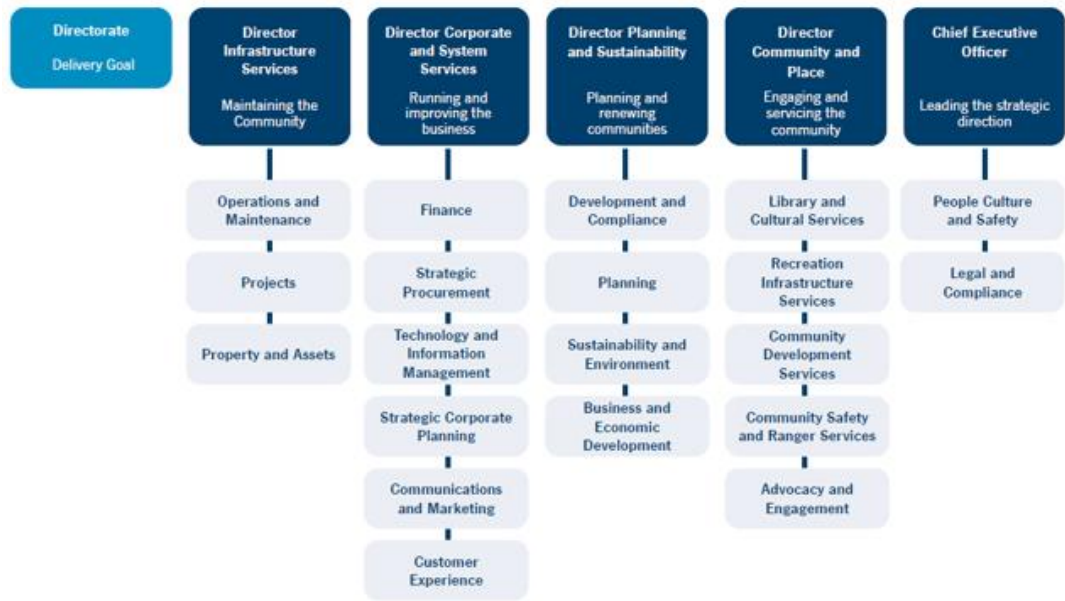 Directorate
Delivery Goal
Director
Infrastructure
Services
Maintaining the
Community
Operations and
Maintenance
Projects
Property and Assets
Director Corporate
and System
Services
Running and
improving the
business
Finance
Strategic
Procurement
Technology and
Information
Management
Strategic Corporate
Planning
Communications
and Marketing
Customer
Experience
Director Planning
and Sustainability
Planning and
renewing
communities
Development and
Compliance
Planning
Sustainability and
Environment
Business and
Economic
Development
Director
Community and
Place
Engaging and
servicing the
community
Library and
Cultural Services
Recreation
Infrastructure
Services
Community
Development
Services
Community Safety
and Ranger Services
Advocacy and
Engagement
Chief Executive
Officer
Leading the strategic
direction
People Culture
and Safety
Legal and
Compliance